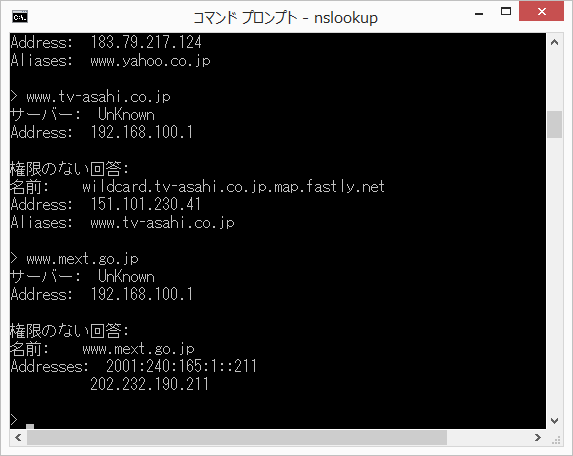 コマンド プロンプト - nslookup
Address:  183.79.217.124
Aliases:  www.yahoo.co.jp
> www.tv-asahi.co.jp
サーバー:  UnKnown
Address:  192.168.100.1
権限のない回答:
名前:    wildcard.tv-asahi.co.jp.map.fastly.net
Address:  151.101.230.41
Aliases:  www.tv-asahi.co.jp
> www.mext.go.jp
サーバー:  UnKnown
Address:  192.168.100.1
権限のない回答:
名前:    www.mext.go.jp
Addresses:  2001:240:165:1::211
          202.232.190.211
>